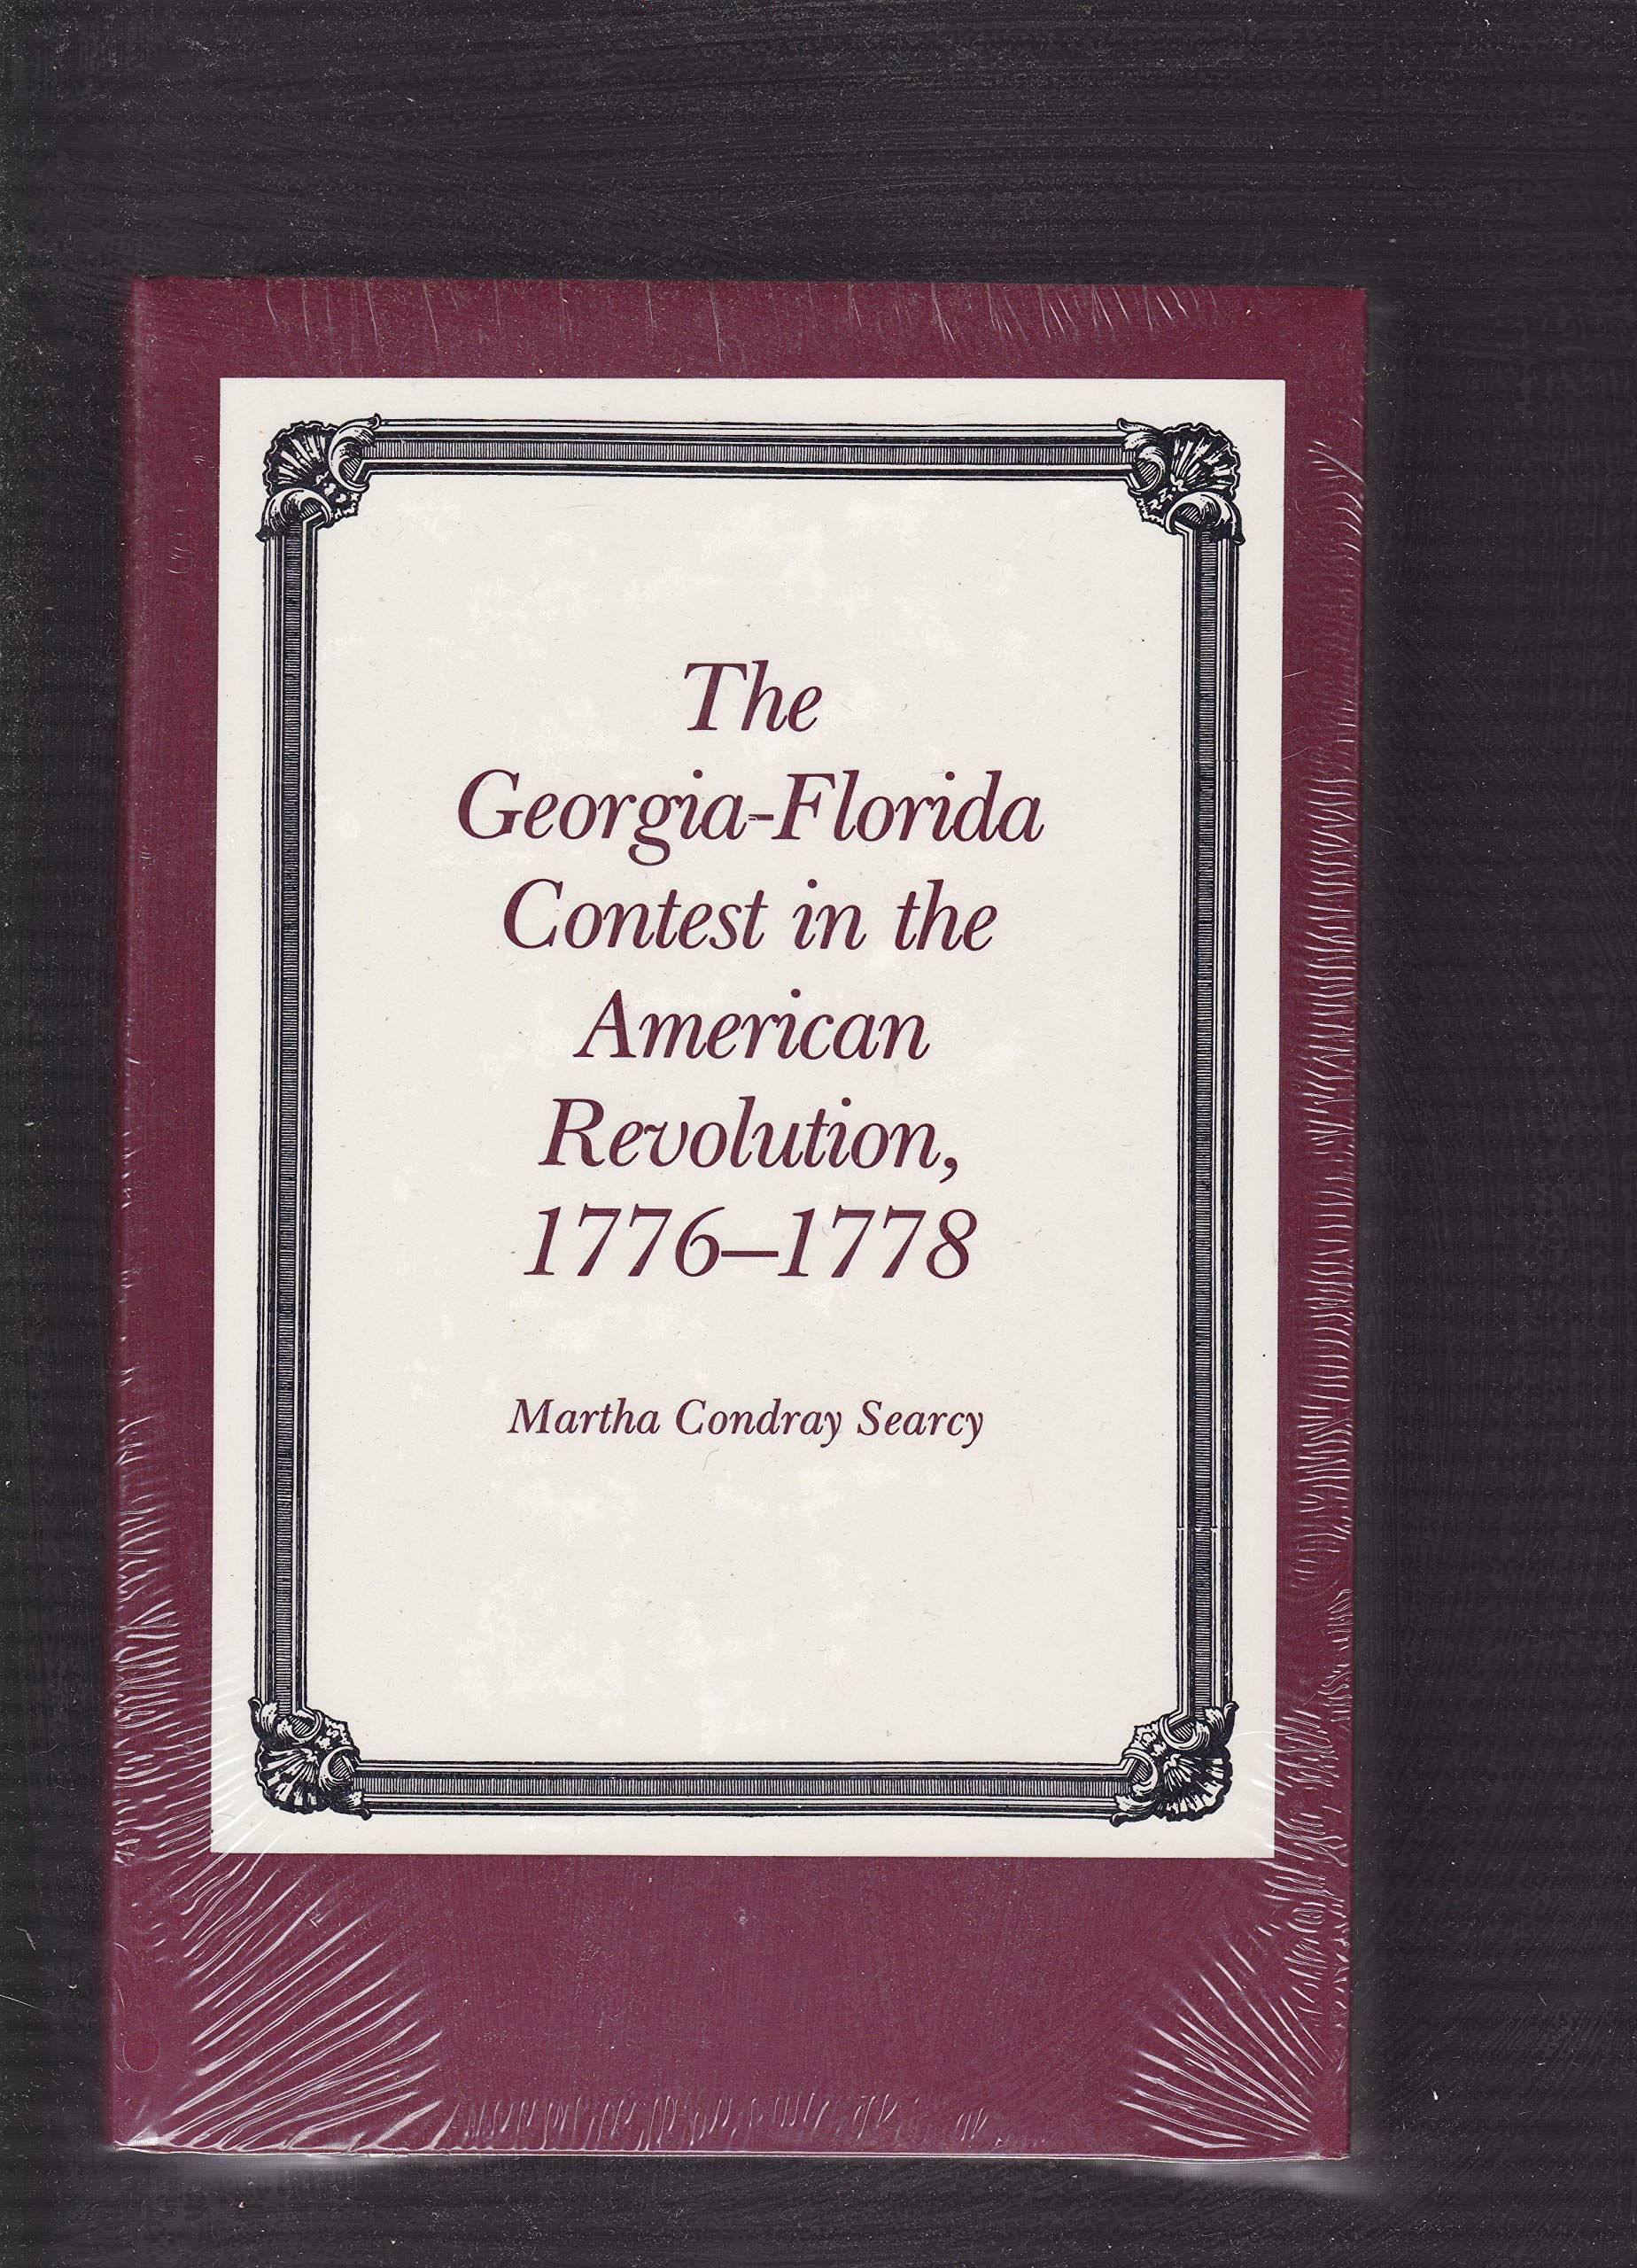 The
Georgia-Florida
Contest in the
American
Revolution,
1776–1778
Martha Condray Searcy